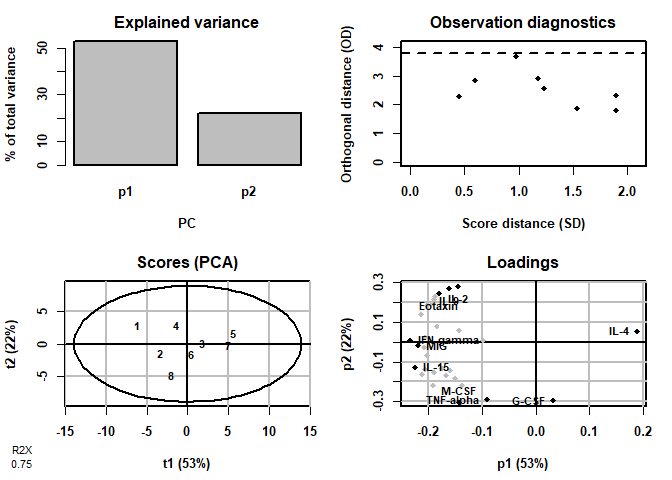 Explained variance
% of total variance
50
30
10
0
p1 p2
PC
Observation diagnostics
Orthogonal distance (OD)
4
3
2
1
0
0.0 0.5 1.0 1.5 2.0
Score distance (SD)
Scores (PCA)
t2 (22%)
5
0
-5
1 4 5
3 7
2 6
8
-15 -10 -5 0 5 10 15
t1 (53%)
R2X
0.75
Loadings
p2 (22%)
0.3
0.1
-0.1
-0.3
IL-2
Eotaxin
IL-4
IFN-gamma
MIG
IL-15
M-CSF
TNF-alpha
G-CSF
-0.2 -0.1 0.0 0.1 0.2
p1 (53%)